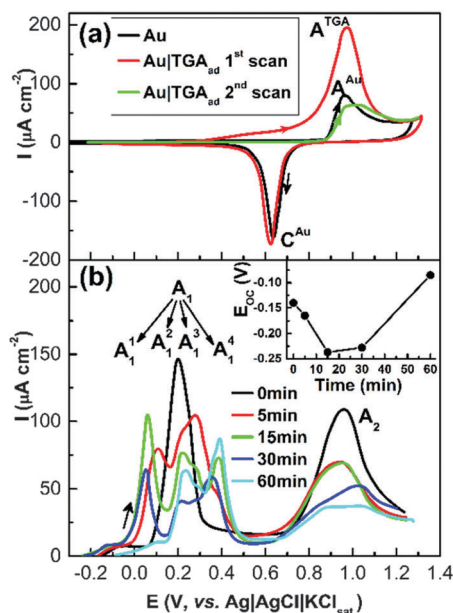 (a)
A^TGA
Au
Au|TGA_ad 1^st scan
Au|TGA_ad 2^nd scan
A^Au
C^Au
I (µA cm⁻²)
200
100
0
-100
-200
(b)
A_1
A_1^1 A_1^2 A_1^3 A_1^4
I (µA cm⁻²)
200
150
100
50
0
E_OC (V)
-0.10
-0.15
-0.20
-0.25
0 15 30 45 60
Time (min)
0min
5min
15min
30min
60min
A_2
-0.2 0.0 0.2 0.4 0.6 0.8 1.0 1.2 1.4
E (V, vs. Ag|AgCl|KCl_sat)